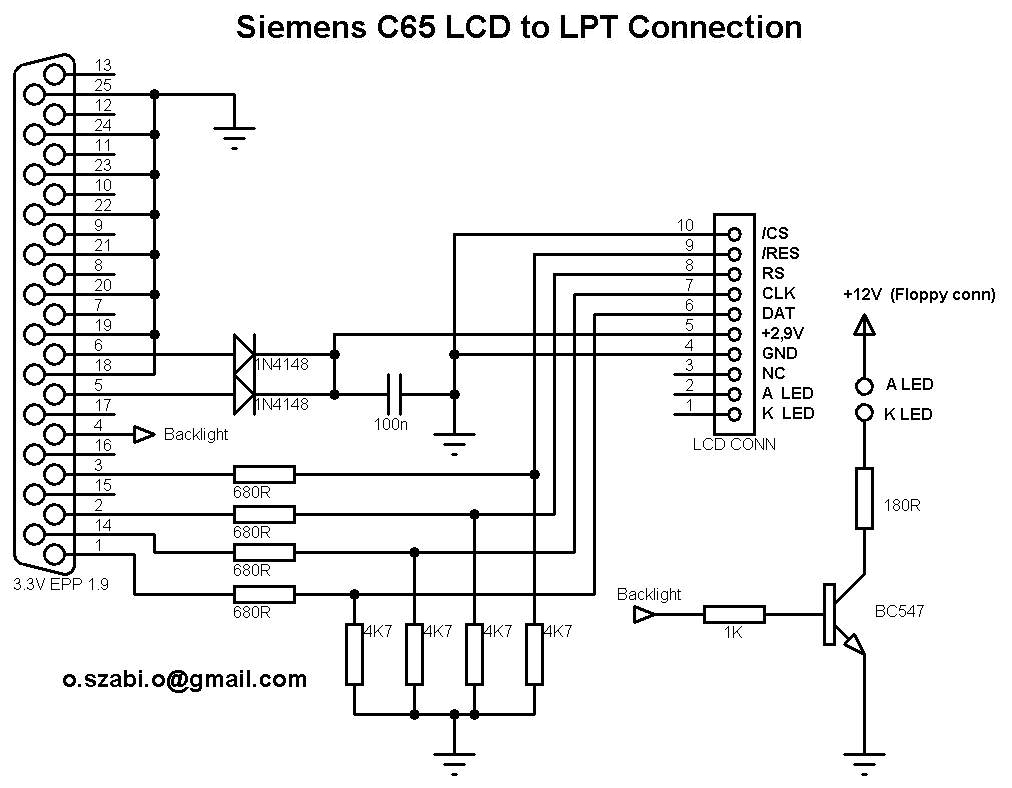 Siemens C65 LCD to LPT Connection
13
25
12
24
11
23
10
22
9
21
8
20
7
19
6
18
5
17
4
16
3
15
2
14
1
3.3V EPP 1.9
1N4148
1N4148
100n
Backlight
680R
680R
680R
680R
4K7 4K7 4K7 4K7
10 /CS
9 /RES
8 RS
7 CLK
6 DAT
5 +2,9V
4 GND
3 NC
2 A LED
1 K LED
LCD CONN
+12V (Floppy conn)
A LED
K LED
180R
Backlight
1K
BC547
o.szabi.o@gmail.com